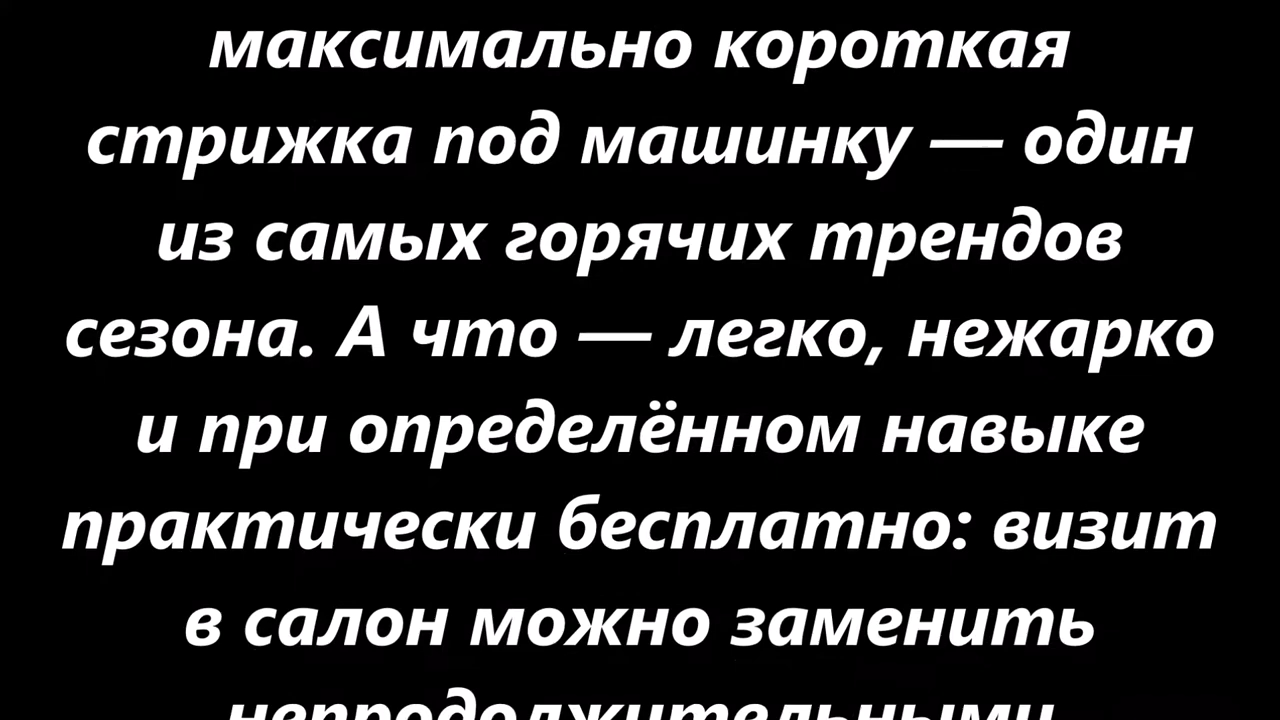 максимально короткая
стрижка под машинку — один
из самых горячих трендов
сезона. А что — легко, нежарко
и при определённом навыке
практически бесплатно: визит
в салон можно заменить
непродолжительными